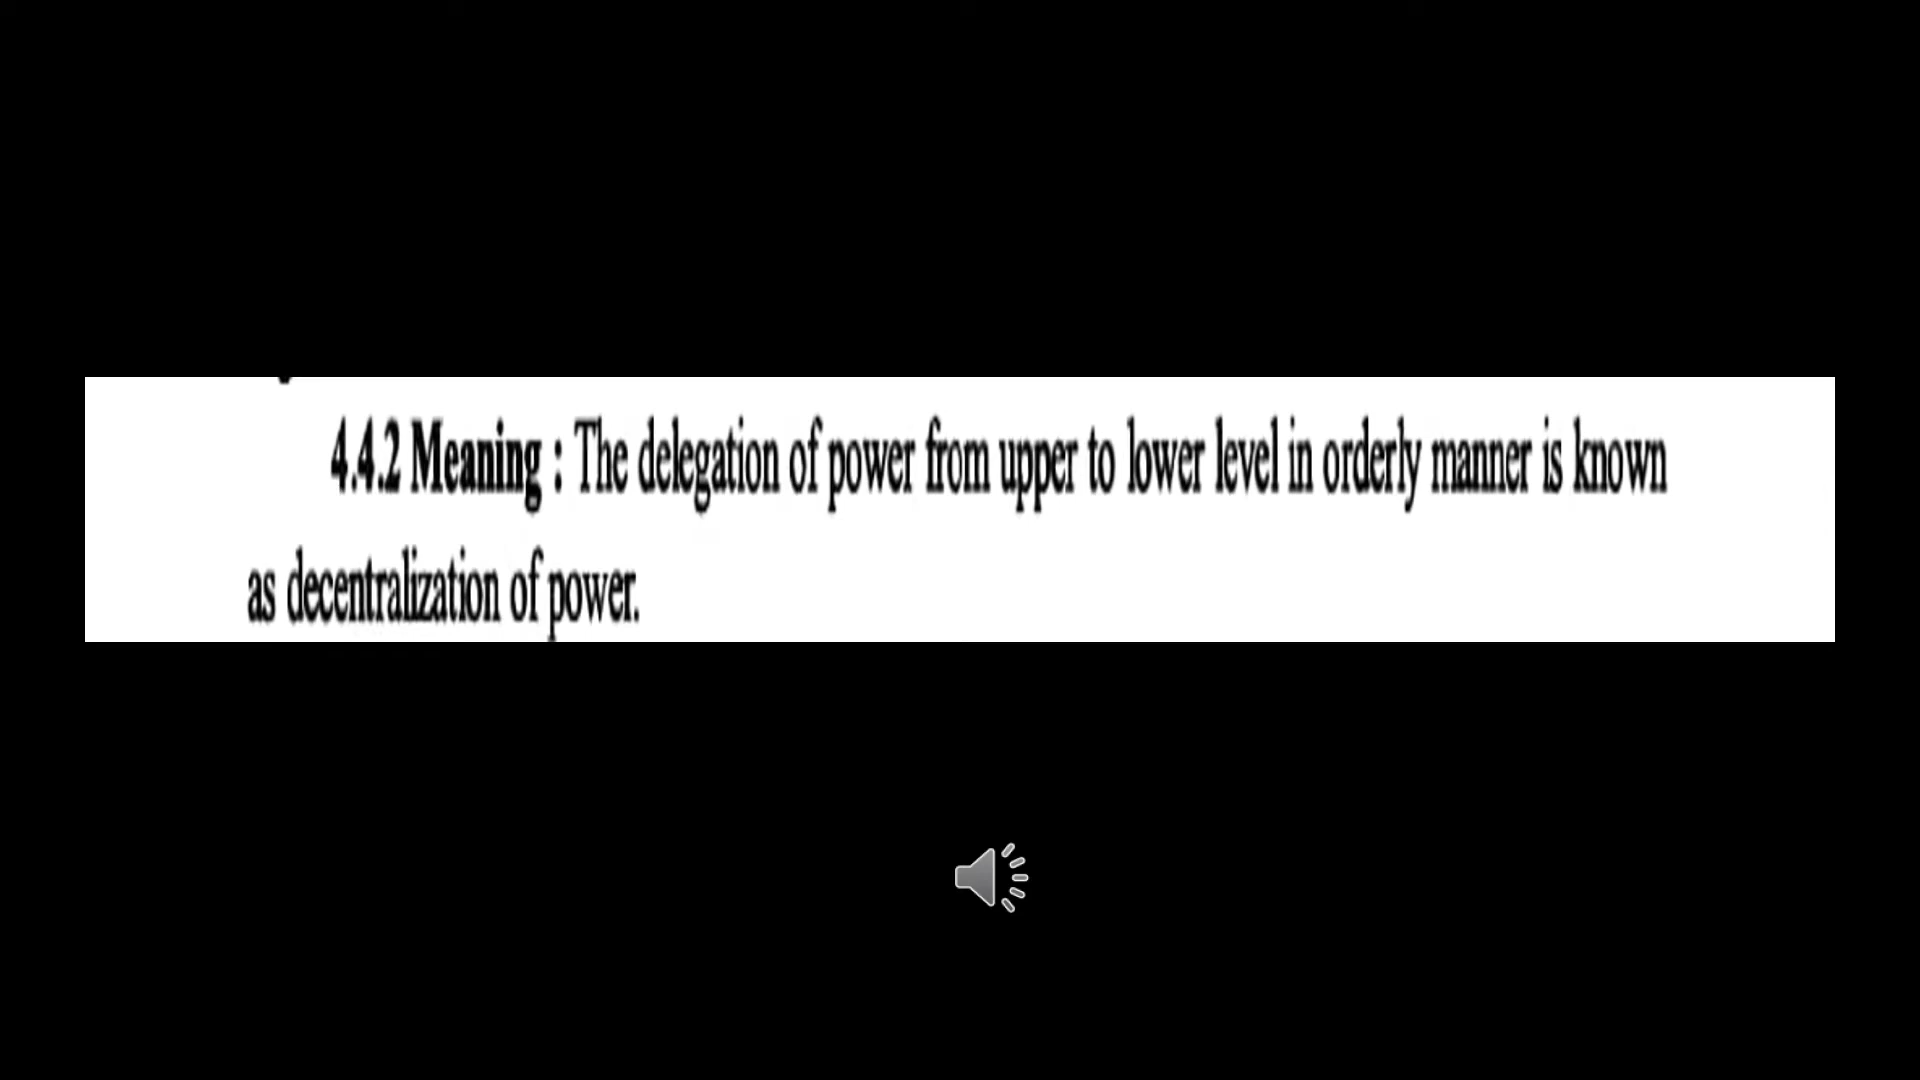 4.4.2 Meaning : The delegation of power from upper to lower level in orderly manner is known
as decentralization of power.